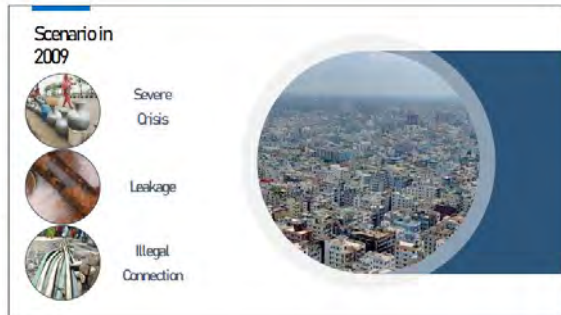 Scenario in
2009
Severe
Crisis
Leakage
Illegal
Connection